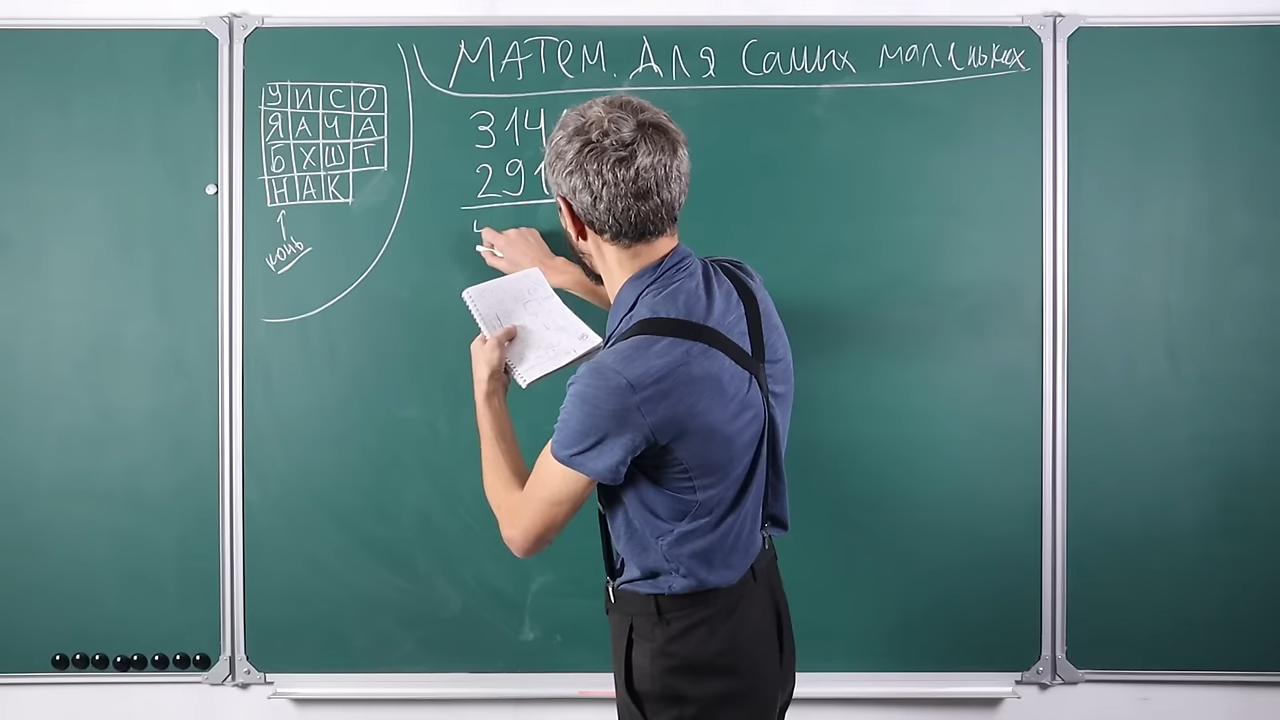 МАТЕМ. Для Самых маленьких
У И С О
Я А Ч А
Б Х Ш Т
Н А К
конь
314
291